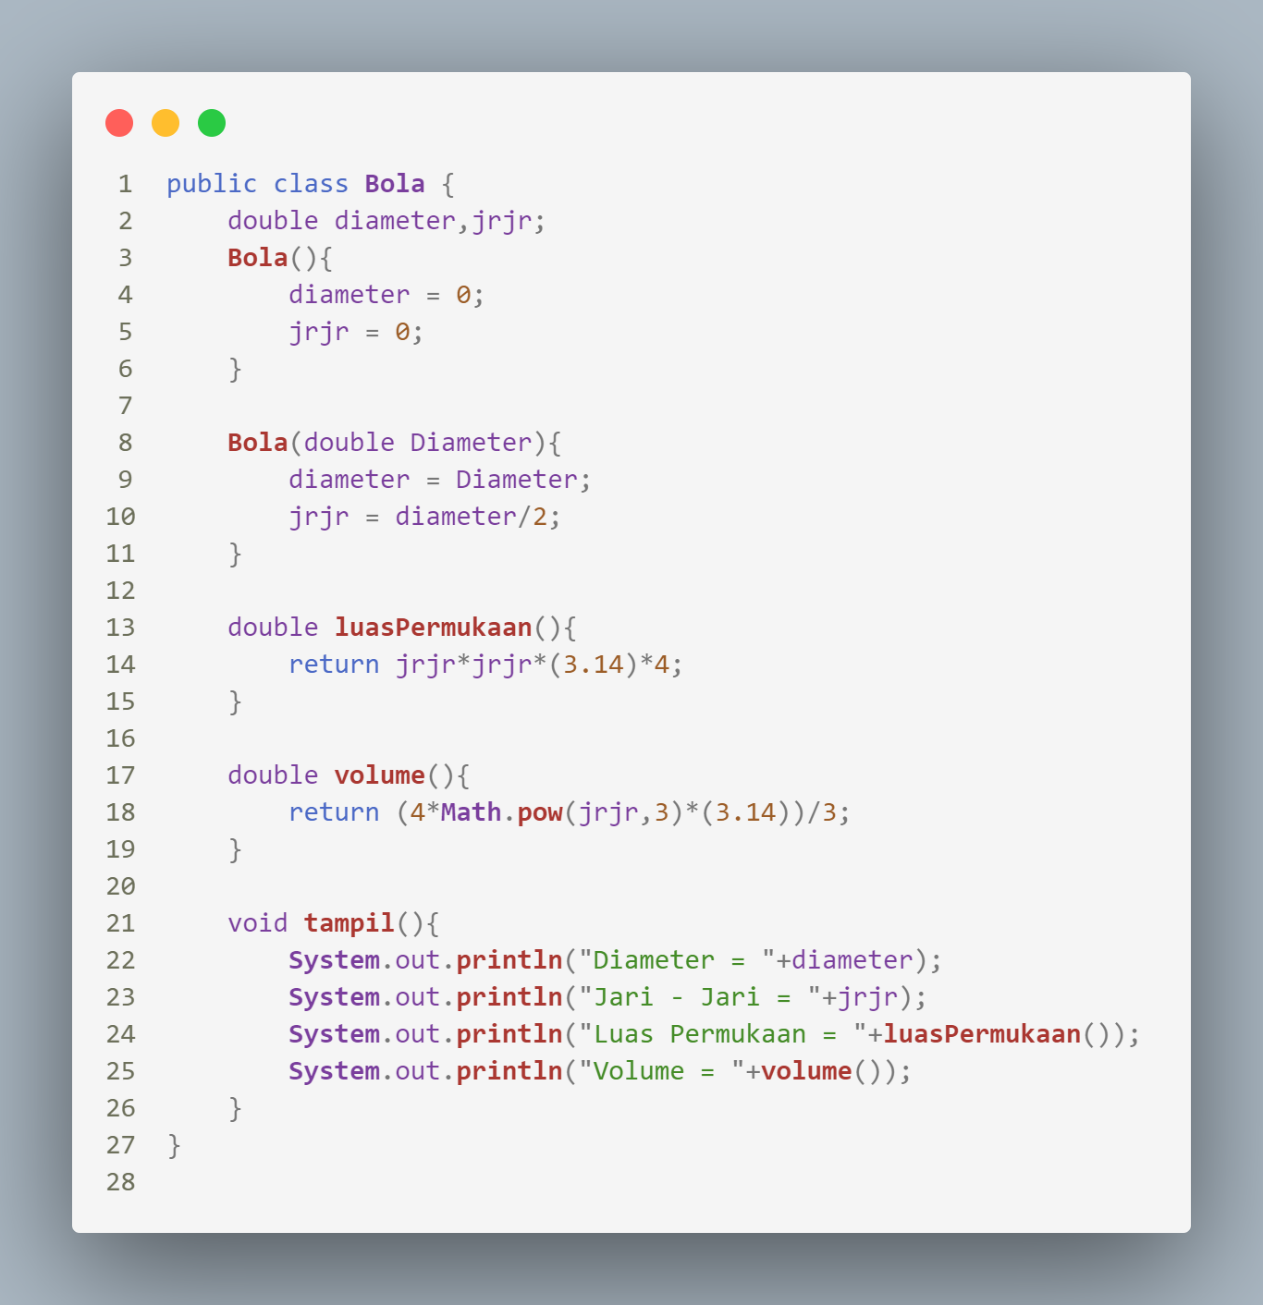 1 public class Bola {
2     double diameter,jrjr;
3     Bola(){
4         diameter = 0;
5         jrjr = 0;
6     }
7
8     Bola(double Diameter){
9         diameter = Diameter;
10         jrjr = diameter/2;
11     }
12
13     double luasPermukaan(){
14         return jrjr*jrjr*(3.14)*4;
15     }
16
17     double volume(){
18         return (4*Math.pow(jrjr,3)*(3.14))/3;
19     }
20
21     void tampil(){
22         System.out.println("Diameter = "+diameter);
23         System.out.println("Jari - Jari = "+jrjr);
24         System.out.println("Luas Permukaan = "+luasPermukaan());
25         System.out.println("Volume = "+volume());
26     }
27 }
28